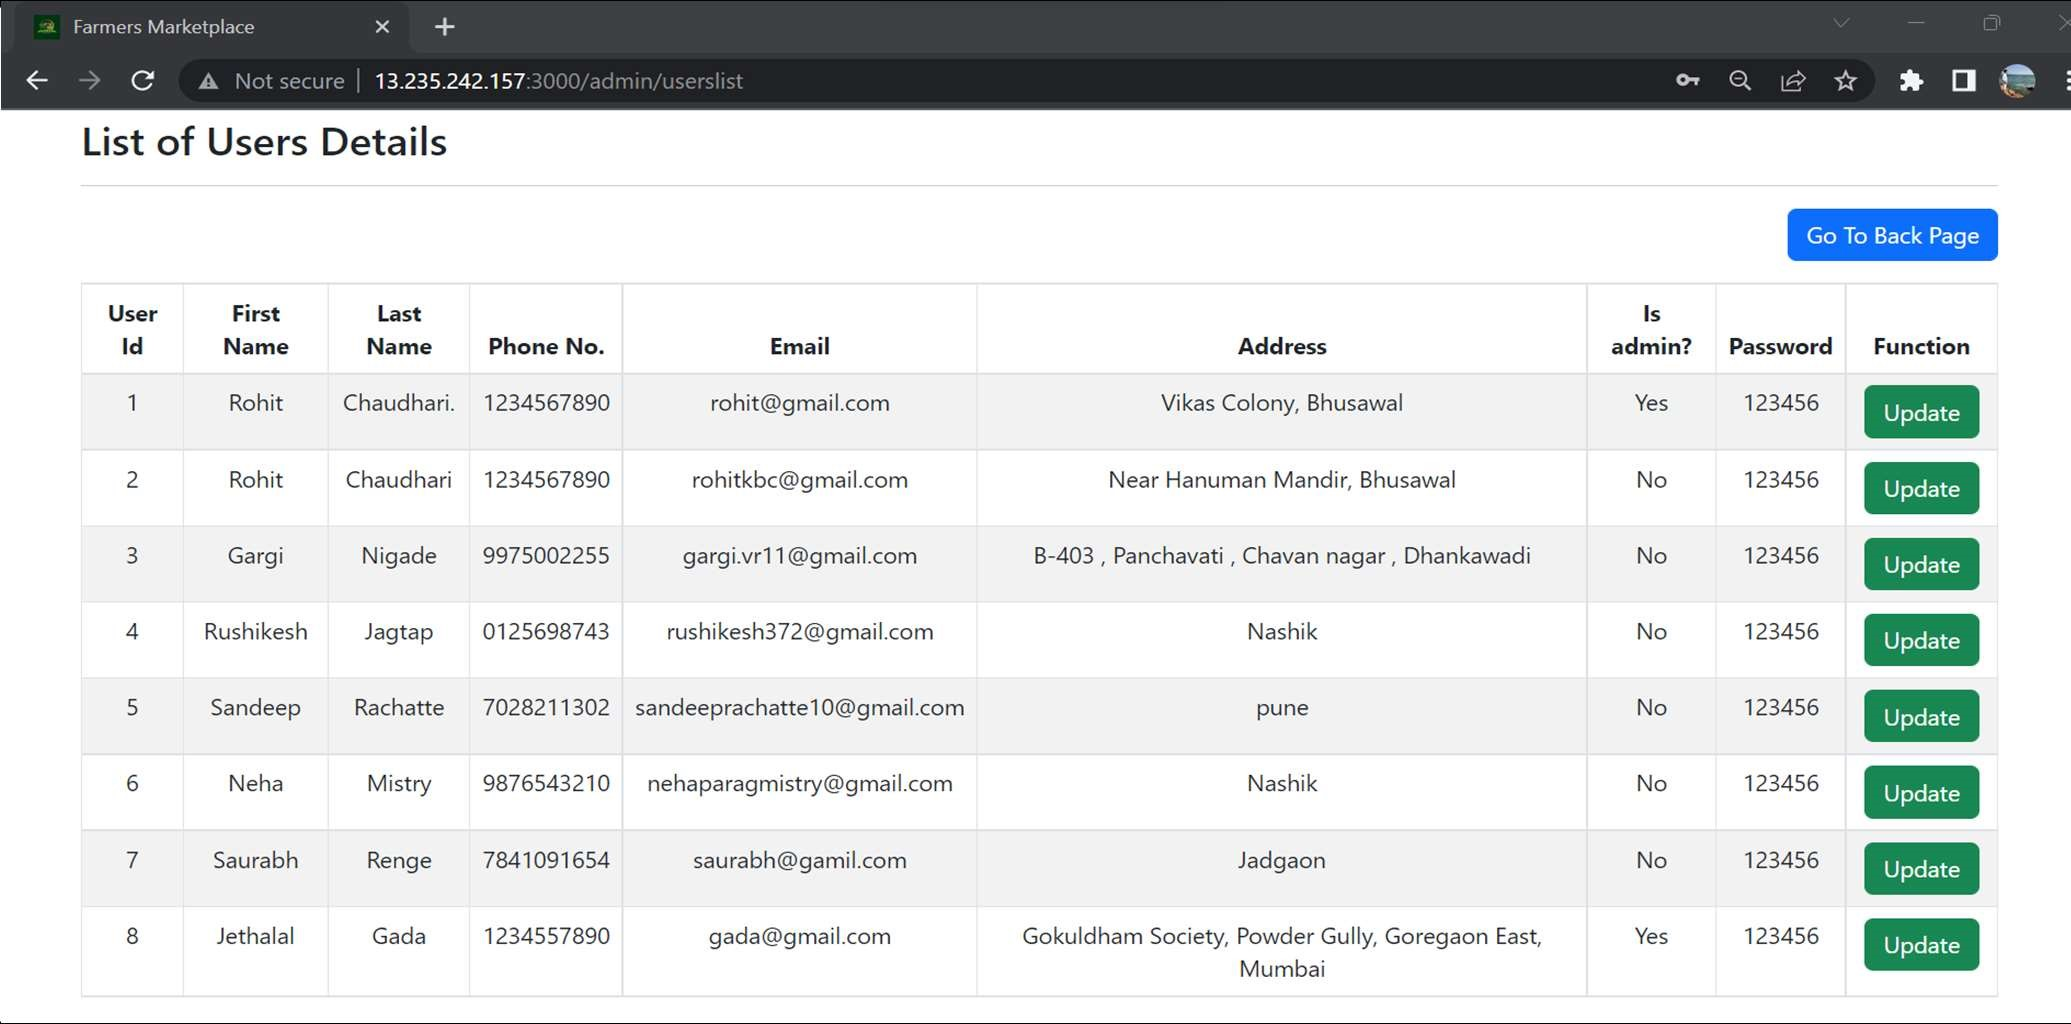 Farmers Marketplace
Not secure | 13.235.242.157:3000/admin/userslist
List of Users Details
Go To Back Page
User Id First Name Last Name Phone No. Email Address Is admin? Password Function
1 Rohit Chaudhari. 1234567890 rohit@gmail.com Vikas Colony, Bhusawal Yes 123456 Update
2 Rohit Chaudhari 1234567890 rohitkbc@gmail.com Near Hanuman Mandir, Bhusawal No 123456 Update
3 Gargi Nigade 9975002255 gargi.vr11@gmail.com B-403 , Panchavati , Chavan nagar , Dhankawadi No 123456 Update
4 Rushikesh Jagtap 0125698743 rushikesh372@gmail.com Nashik No 123456 Update
5 Sandeep Rachatte 7028211302 sandeeprachatte10@gmail.com pune No 123456 Update
6 Neha Mistry 9876543210 nehaparagmistry@gmail.com Nashik No 123456 Update
7 Saurabh Renge 7841091654 saurabh@gamil.com Jadgaon No 123456 Update
8 Jethalal Gada 1234557890 gada@gmail.com Gokuldham Society, Powder Gully, Goregaon East, Mumbai Yes 123456 Update